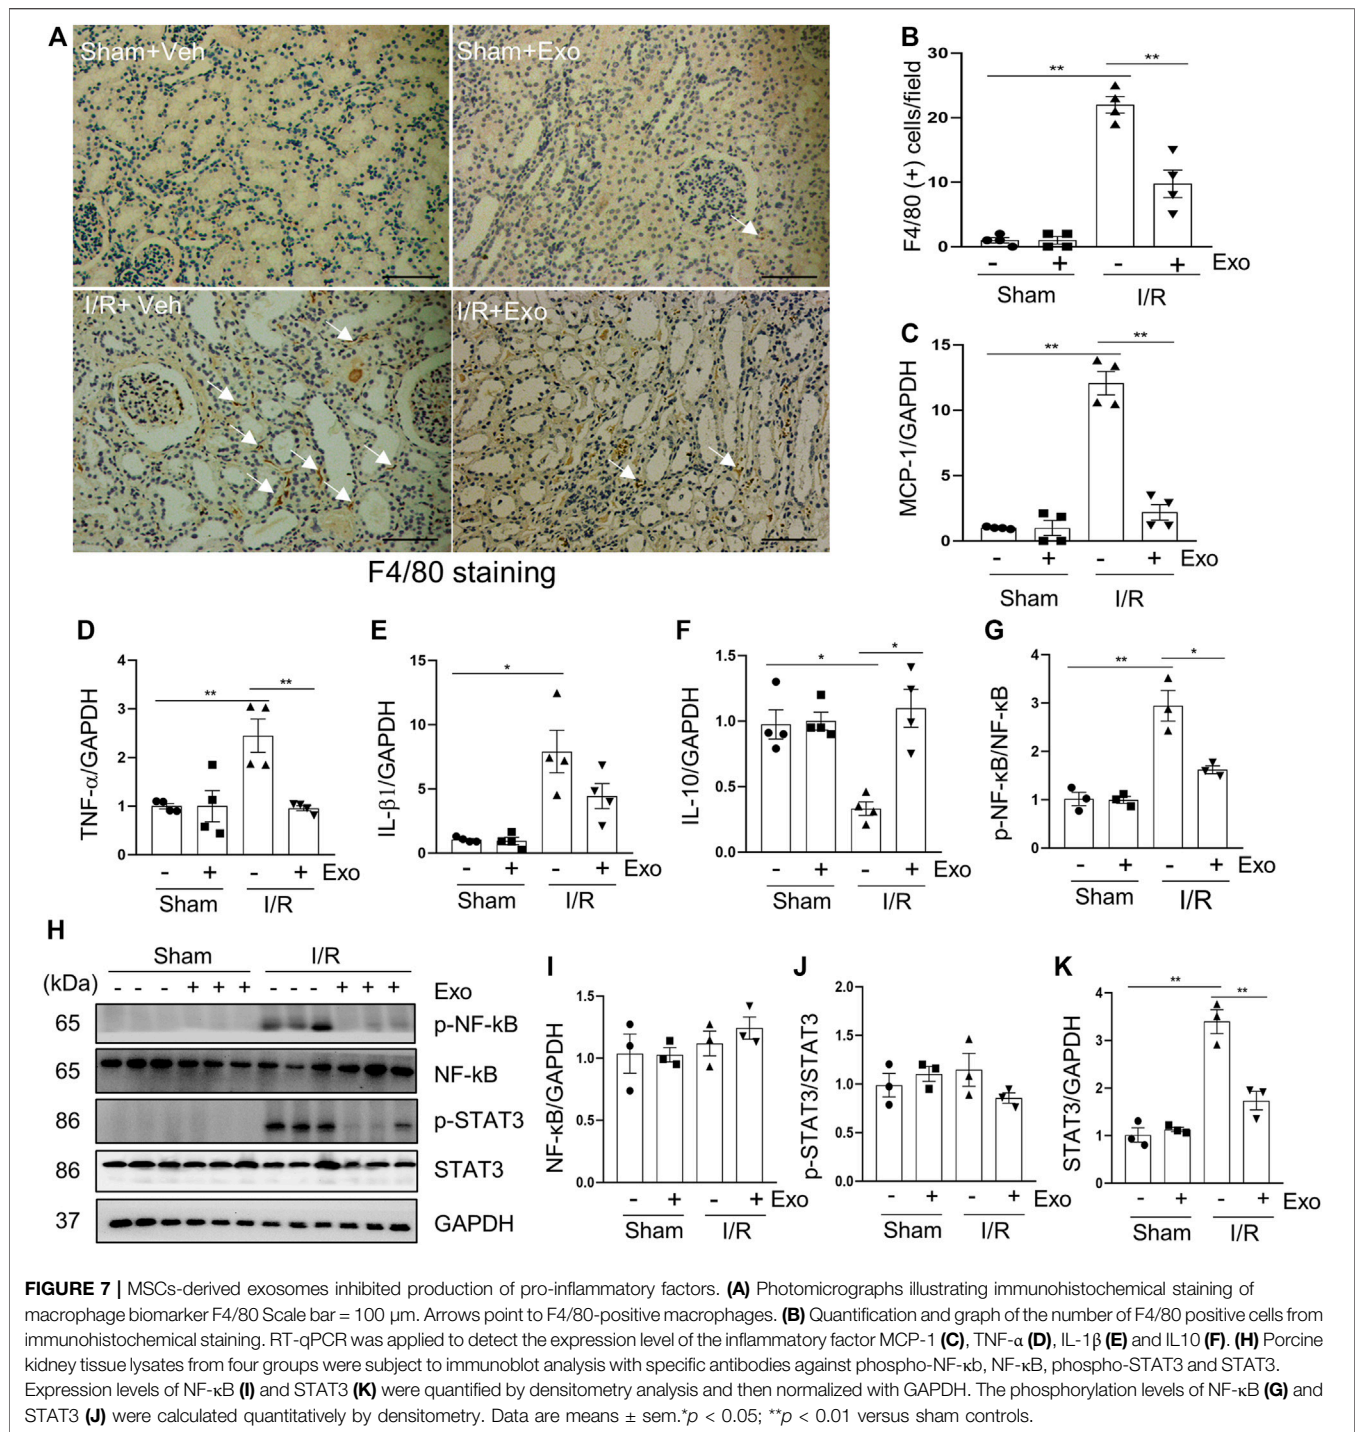 A
Sham+Veh
Sham+Exo
I/R+ Veh
I/R+Exo
F4/80 staining
B
F4/80 (+) cells/field
30
20
10
0
**
**
- + - + Exo
Sham I/R
C
MCP-1/GAPDH
15
10
5
0
**
**
- + - + Exo
Sham I/R
D
TNF-α/GAPDH
4
3
2
1
0
**
**
- + - + Exo
Sham I/R
E
IL-β1/GAPDH
15
10
5
0
*
- + - + Exo
Sham I/R
F
IL-10/GAPDH
1.5
1.0
0.5
0.0
*
*
- + - + Exo
Sham I/R
G
p-NF-κB/NF-κB
4
3
2
1
0
**
*
- + - + Exo
Sham I/R
H
Sham I/R
(kDa) - - - + + + - - - + + + Exo
65 p-NF-kB
65 NF-kB
86 p-STAT3
86 STAT3
37 GAPDH
I
NF-κB/GAPDH
1.5
1.0
0.5
0.0
- + - + Exo
Sham I/R
J
p-STAT3/STAT3
2.0
1.5
1.0
0.5
0.0
- + - + Exo
Sham I/R
K
STAT3/GAPDH
4
3
2
1
0
**
**
- + - + Exo
Sham I/R
FIGURE 7 | MSCs-derived exosomes inhibited production of pro-inflammatory factors. (A) Photomicrographs illustrating immunohistochemical staining of
macrophage biomarker F4/80 Scale bar = 100 μm. Arrows point to F4/80-positive macrophages. (B) Quantification and graph of the number of F4/80 positive cells from
immunohistochemical staining. RT-qPCR was applied to detect the expression level of the inflammatory factor MCP-1 (C), TNF-α (D), IL-1β (E) and IL10 (F). (H) Porcine
kidney tissue lysates from four groups were subject to immunoblot analysis with specific antibodies against phospho-NF-κb, NF-κB, phospho-STAT3 and STAT3.
Expression levels of NF-κB (I) and STAT3 (K) were quantified by densitometry analysis and then normalized with GAPDH. The phosphorylation levels of NF-κB (G) and
STAT3 (J) were calculated quantitatively by densitometry. Data are means ± sem.*p < 0.05; **p < 0.01 versus sham controls.